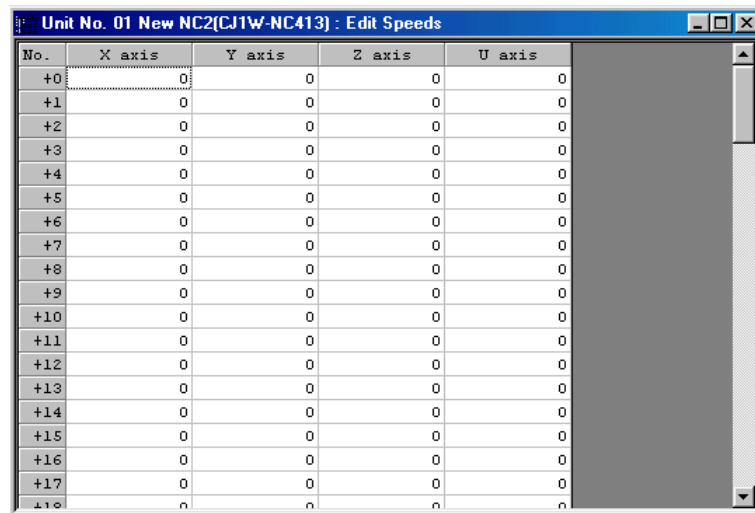 Unit No. 01 New NC2(CJ1W-NC413) : Edit Speeds
No. X axis Y axis Z axis U axis
+0 0 0 0 0
+1 0 0 0 0
+2 0 0 0 0
+3 0 0 0 0
+4 0 0 0 0
+5 0 0 0 0
+6 0 0 0 0
+7 0 0 0 0
+8 0 0 0 0
+9 0 0 0 0
+10 0 0 0 0
+11 0 0 0 0
+12 0 0 0 0
+13 0 0 0 0
+14 0 0 0 0
+15 0 0 0 0
+16 0 0 0 0
+17 0 0 0 0
+18 0 0 0 0